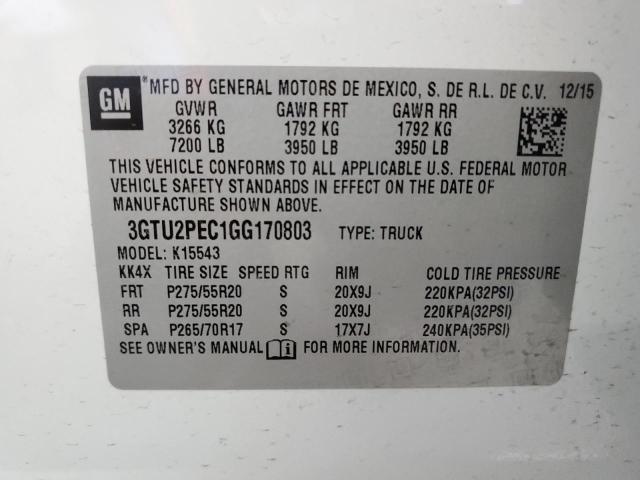 GM
MFD BY GENERAL MOTORS DE MEXICO, S. DE R.L. DE C.V. 12/15
GVWR GAWR FRT GAWR RR
3266 KG 1792 KG 1792 KG
7200 LB 3950 LB 3950 LB
THIS VEHICLE CONFORMS TO ALL APPLICABLE U.S. FEDERAL MOTOR
VEHICLE SAFETY STANDARDS IN EFFECT ON THE DATE OF
MANUFACTURE SHOWN ABOVE.
3GTU2PEC1GG170803 TYPE: TRUCK
MODEL: K15543
KK4X TIRE SIZE SPEED RTG RIM COLD TIRE PRESSURE
FRT P275/55R20 S 20X9J 220KPA(32PSI)
RR P275/55R20 S 20X9J 220KPA(32PSI)
SPA P265/70R17 S 17X7J 240KPA(35PSI)
SEE OWNER'S MANUAL i FOR MORE INFORMATION.